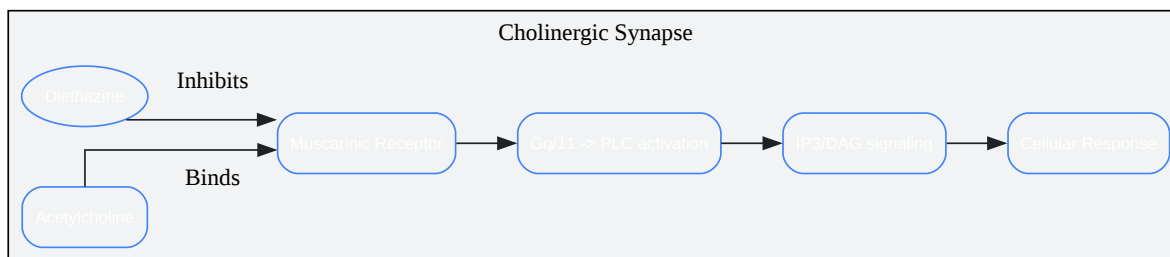 Cholinergic Synapse
Diethazine
Inhibits
Muscarinic Receptor
Gq/11 -> PLC activation
IP3/DAG signaling
Cellular Response
Binds
Acetylcholine